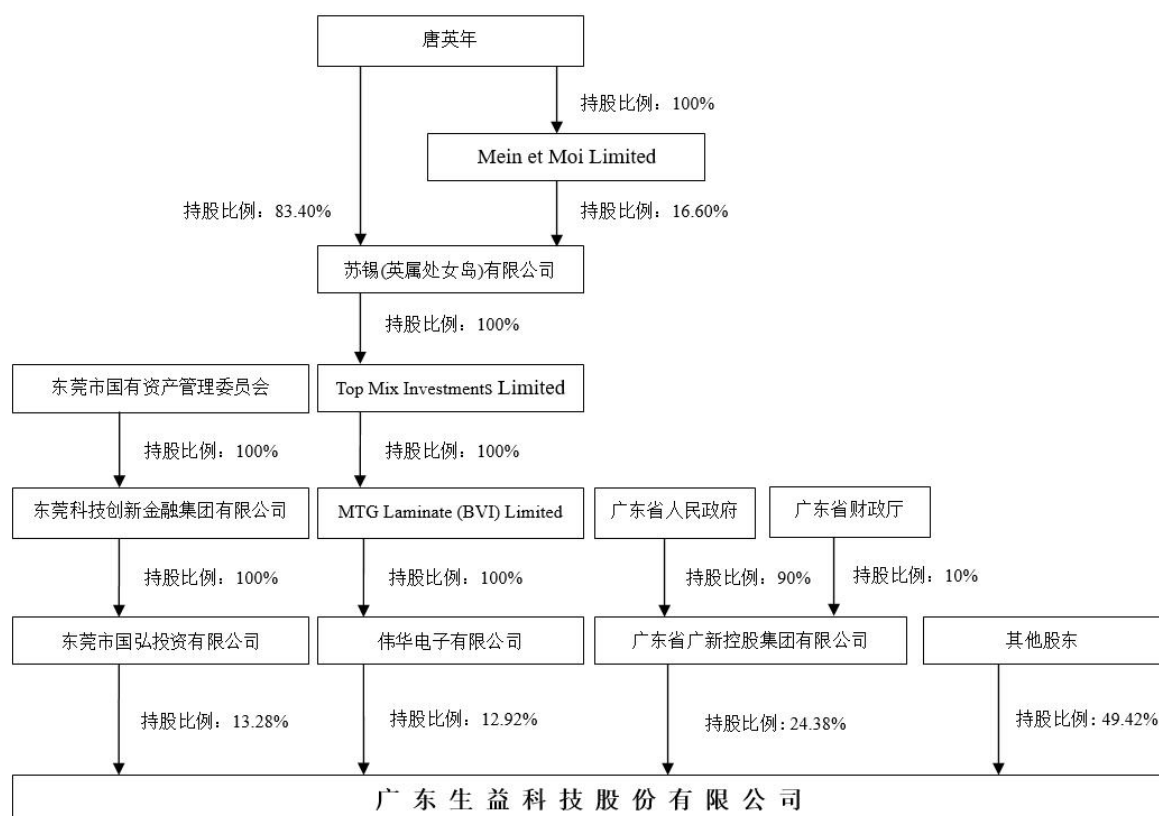 唐英年
持股比例：100%
Mein et Moi Limited
持股比例：83.40%
持股比例：16.60%
苏锡(英属处女岛)有限公司
持股比例：100%
东莞市国有资产管理委员会
Top Mix Investments Limited
持股比例：100%
持股比例：100%
东莞科技创新金融集团有限公司
MTG Laminate (BVI) Limited
广东省人民政府
广东省财政厅
持股比例：100%
持股比例：100%
持股比例：90%
持股比例：10%
东莞市国弘投资有限公司
伟华电子有限公司
广东省广新控股集团有限公司
其他股东
持股比例：13.28%
持股比例：12.92%
持股比例：24.38%
持股比例：49.42%
广东生益科技股份有限公司